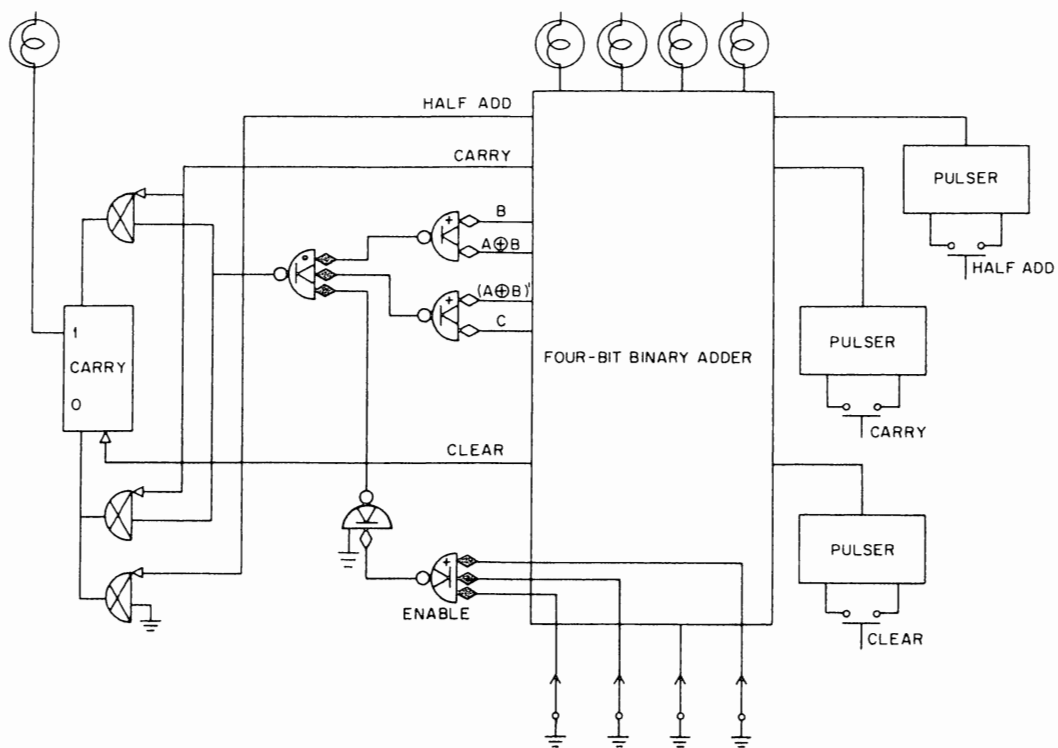 HALF ADD
CARRY
PULSER
HALF ADD
B
A⊕B
(A⊕B)'
C
1
CARRY
0
FOUR-BIT BINARY ADDER
PULSER
CARRY
CLEAR
PULSER
CLEAR
ENABLE